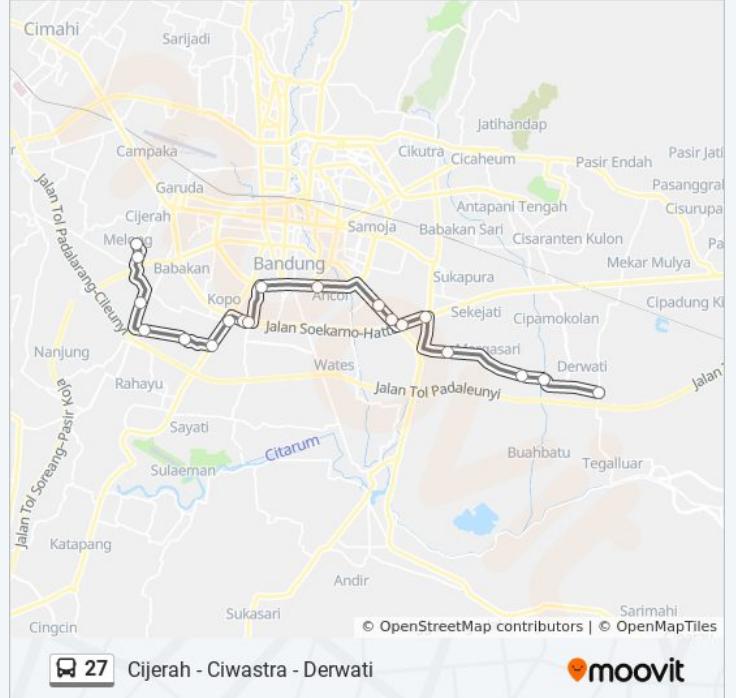 Cimahi
Sarijadi
Jatihandap
Campaka
Cikutra
Cicaheum
Pasir Endah
Pasir Jati
Garuda
Pasanggra
Jalan Tol Padalarang-Cileunyi
Cijerah
Antapani Tengah
Cisurupa
Melong
Samoja
Babakan Sari
Cisaranten Kulon
Pa
Babakan
Bandung
Sukapura
Mekar Mulya
Kopo
Ancol
Sekejati
Cipamokolan
Cipadung Ki
Jalan Soekarno-Hatta
Nanjung
Margasari
Wates
Derwati
Rahayu
Jalan Tol Padaleunyi
Jalan
Jalan Tol Soreang–Pasir Koja
Sayati
Citarum
Buahbatu
Sulaeman
Tegalluar
Katapang
Andir
Sukasari
Sarimahi
Cingcin
© OpenStreetMap contributors | © OpenMapTiles
27 Cijerah - Ciwastra - Derwati
moovit